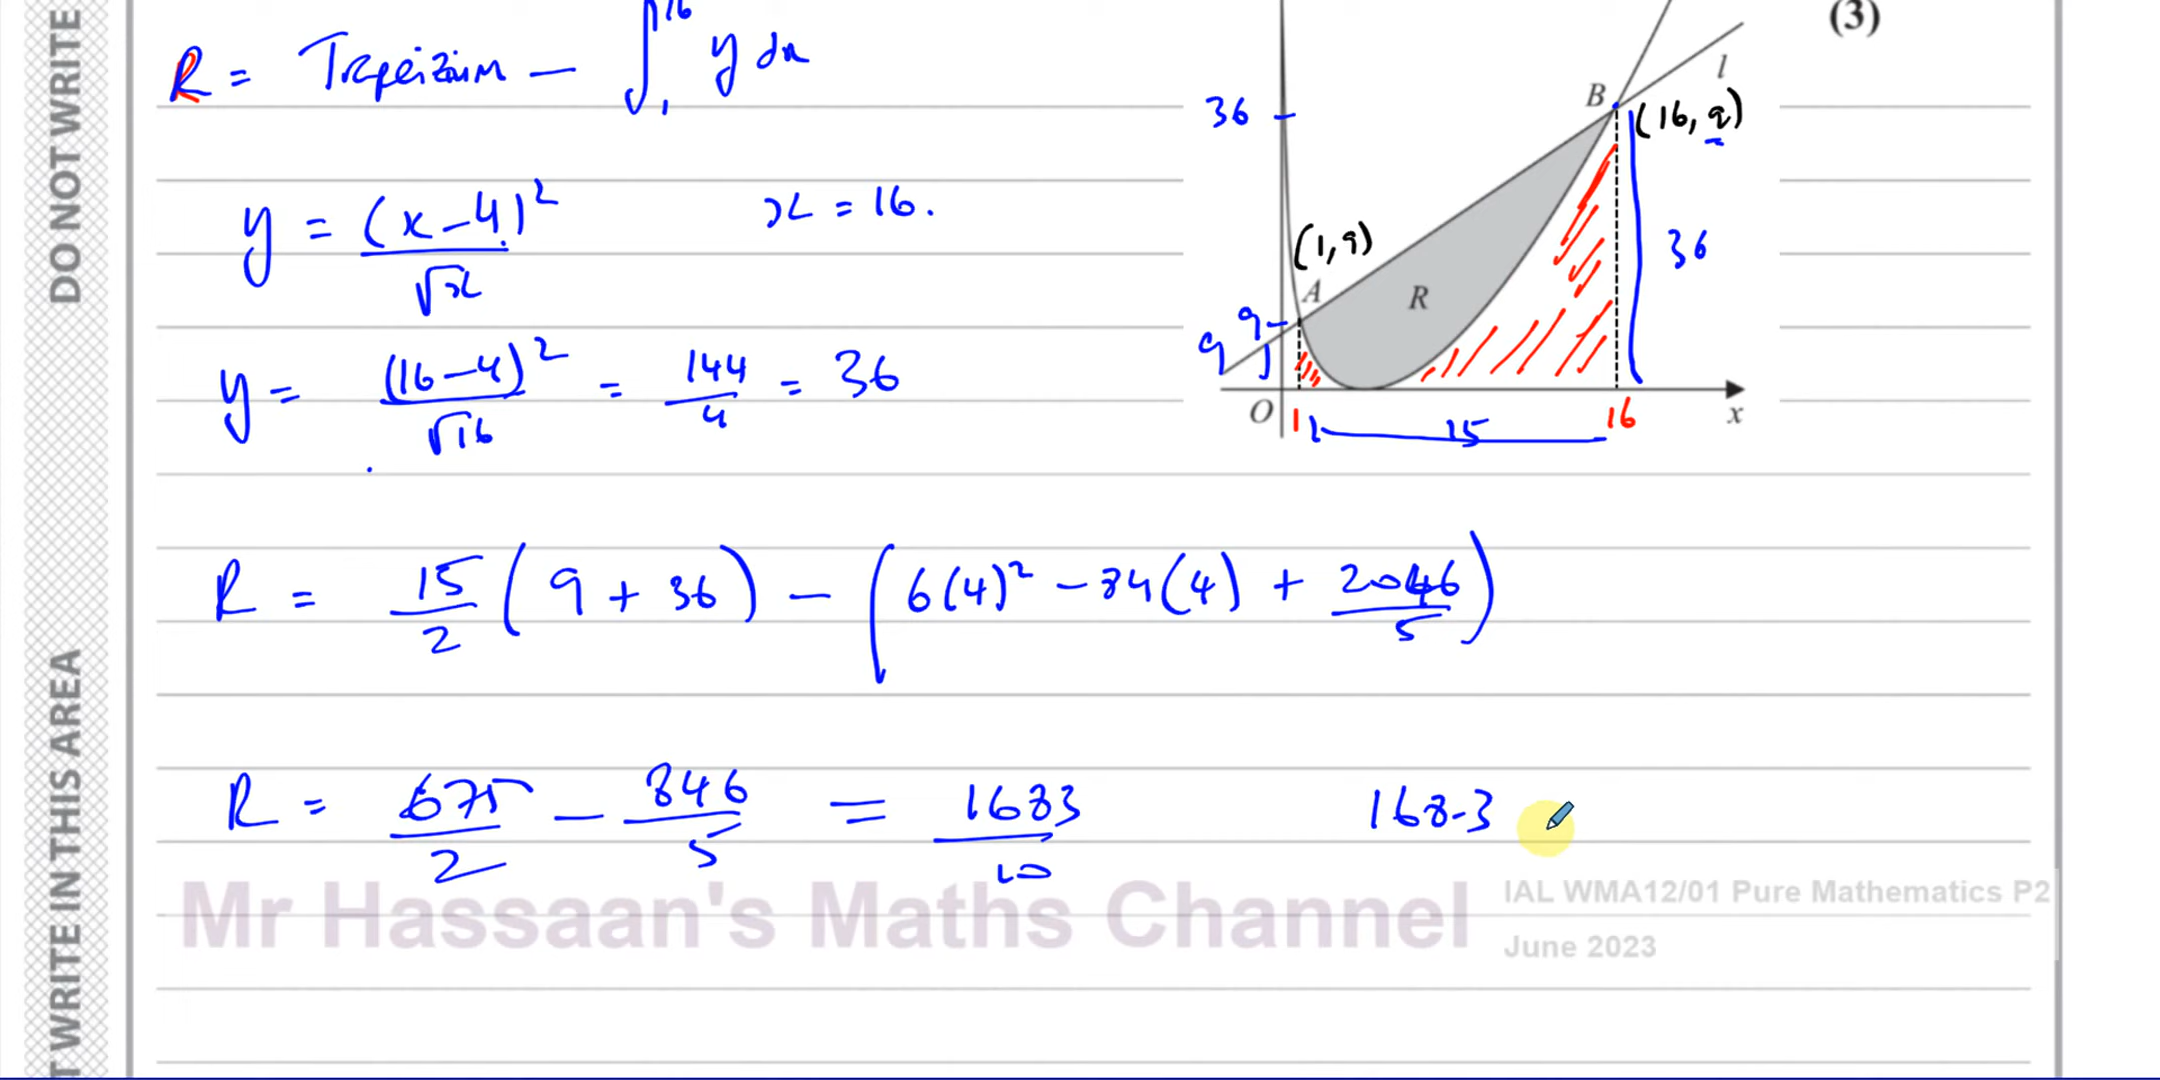 DO NOT WRITE
T WRITE IN THIS AREA
(3)
R = Trapezium − ∫₁¹⁶ y dx
y = (x−4)² / √x
x = 16.
y = (16−4)² / √16 = 144 / 4 = 36
36
B
l
(16, a)
(1, 9)
A
R
36
9
9
O
1
16
x
15
R = 15/2 (9 + 36) − (6(4)² − 84(4) + 2046/5)
R = 675/2 − 846/5 = 1683/10
168.3
Mr Hassaan's Maths Channel
IAL WMA12/01 Pure Mathematics P2
June 2023